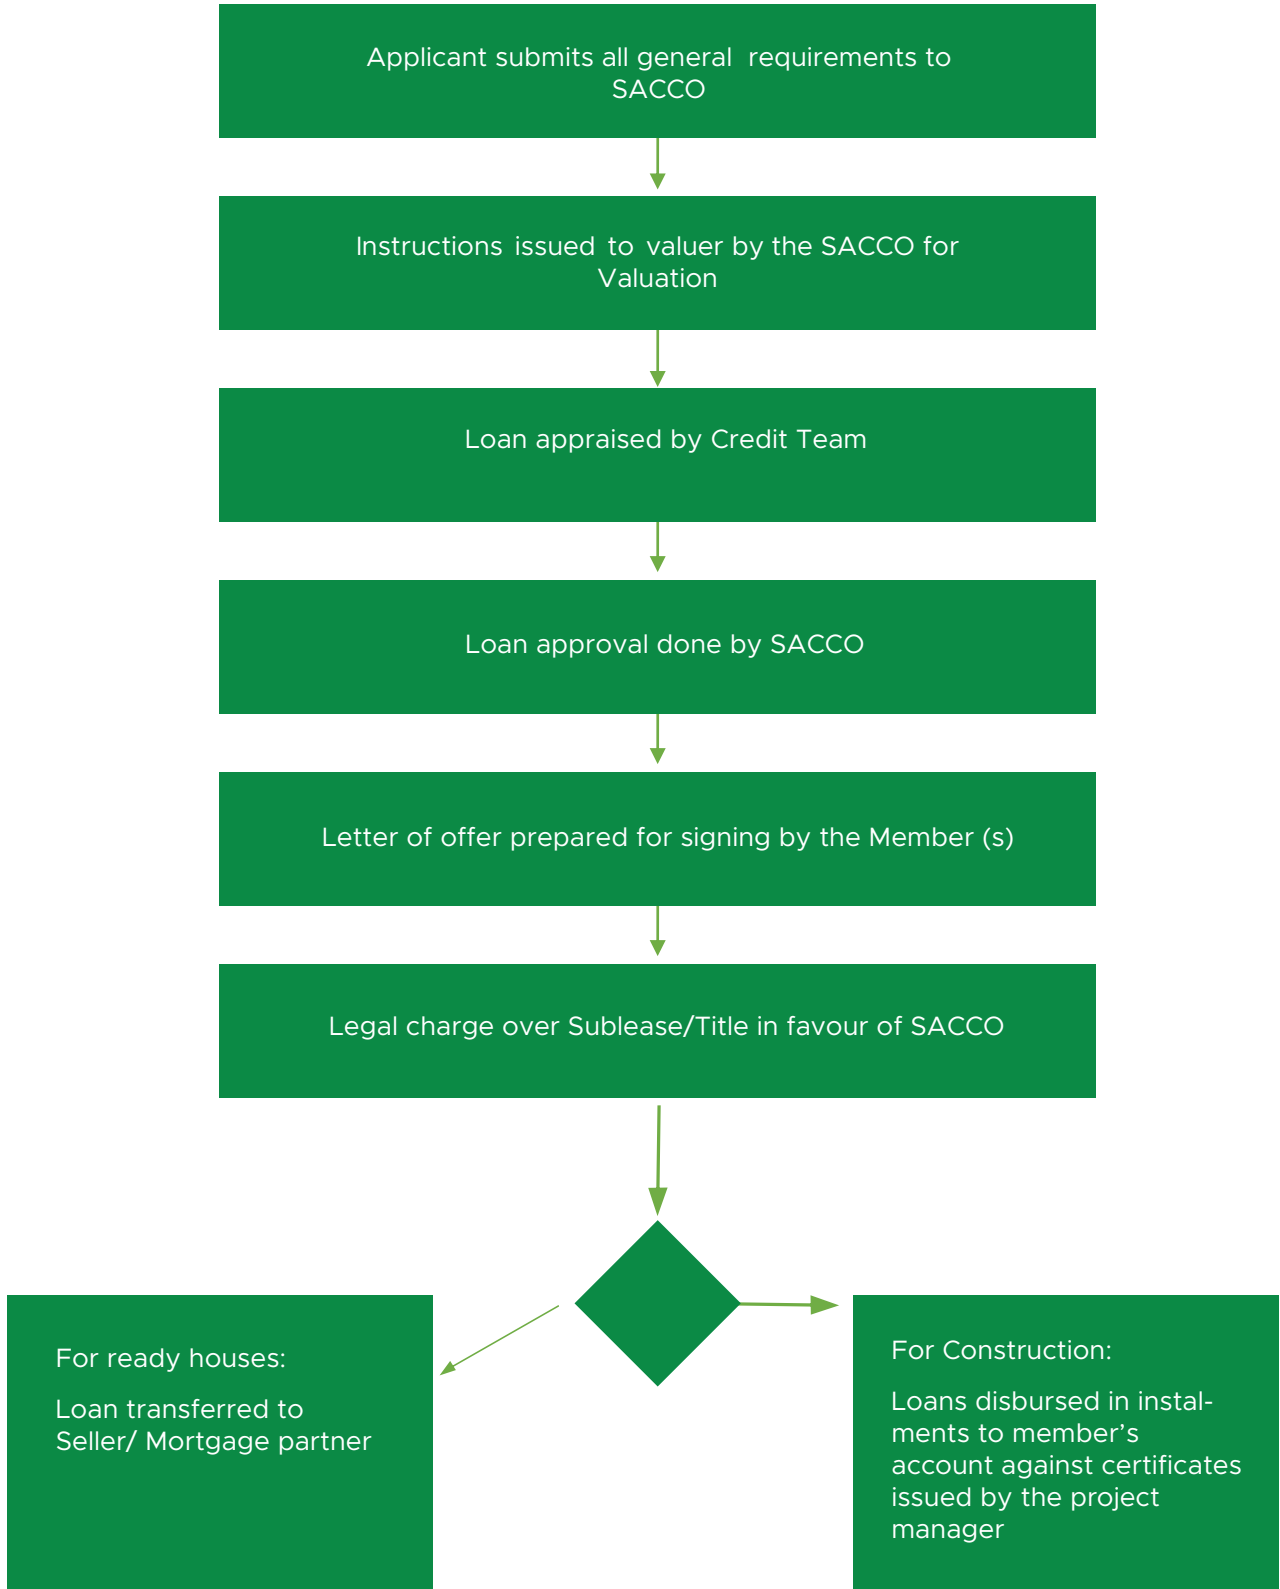 Applicant submits all general requirements to
SACCO
Instructions issued to valuer by the SACCO for
Valuation
Loan appraised by Credit Team
Loan approval done by SACCO
Letter of offer prepared for signing by the Member (s)
Legal charge over Sublease/Title in favour of SACCO
For ready houses:
Loan transferred to
Seller/ Mortgage partner
For Construction:
Loans disbursed in instal-
ments to member’s
account against certificates
issued by the project
manager